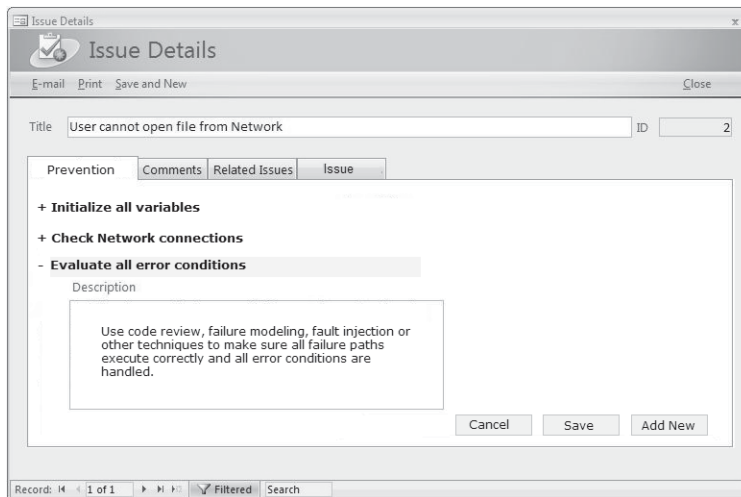 Issue Details
x
Issue Details
E-mail Print Save and New Close
Title User cannot open file from Network ID 2
Prevention Comments Related Issues Issue
+ Initialize all variables
+ Check Network connections
- Evaluate all error conditions
Description
Use code review, failure modeling, fault injection or
other techniques to make sure all failure paths
execute correctly and all error conditions are
handled.
Cancel Save Add New
Record: 1 of 1 Filtered Search